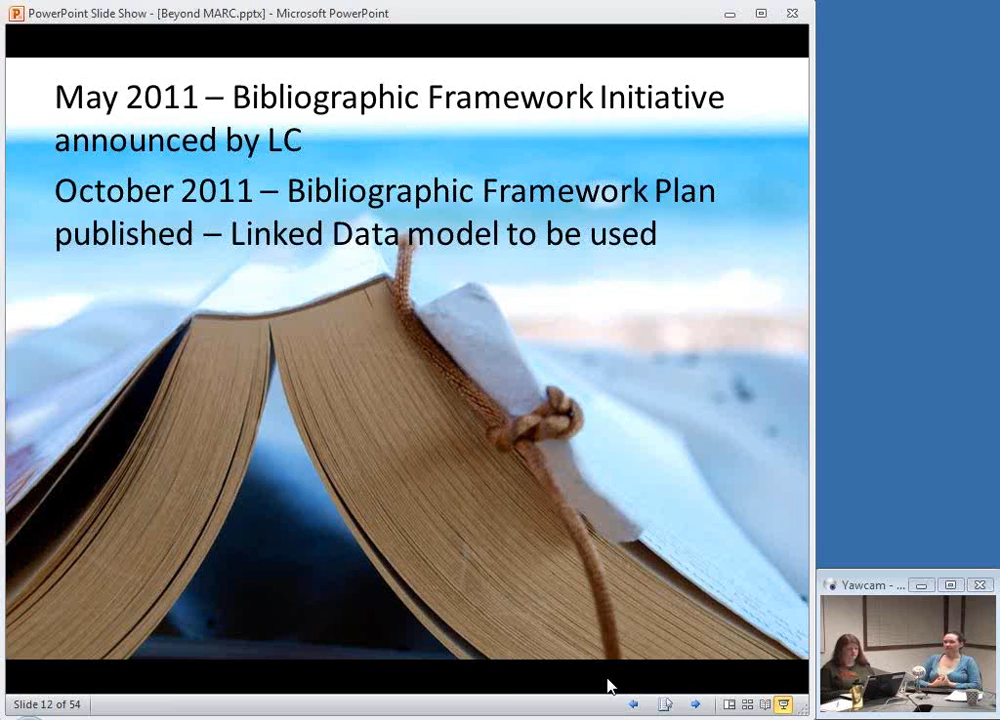 PowerPoint Slide Show - [Beyond MARC.pptx] - Microsoft PowerPoint
May 2011 – Bibliographic Framework Initiative
announced by LC
October 2011 – Bibliographic Framework Plan
published – Linked Data model to be used
Yawcam - ...
Slide 12 of 54